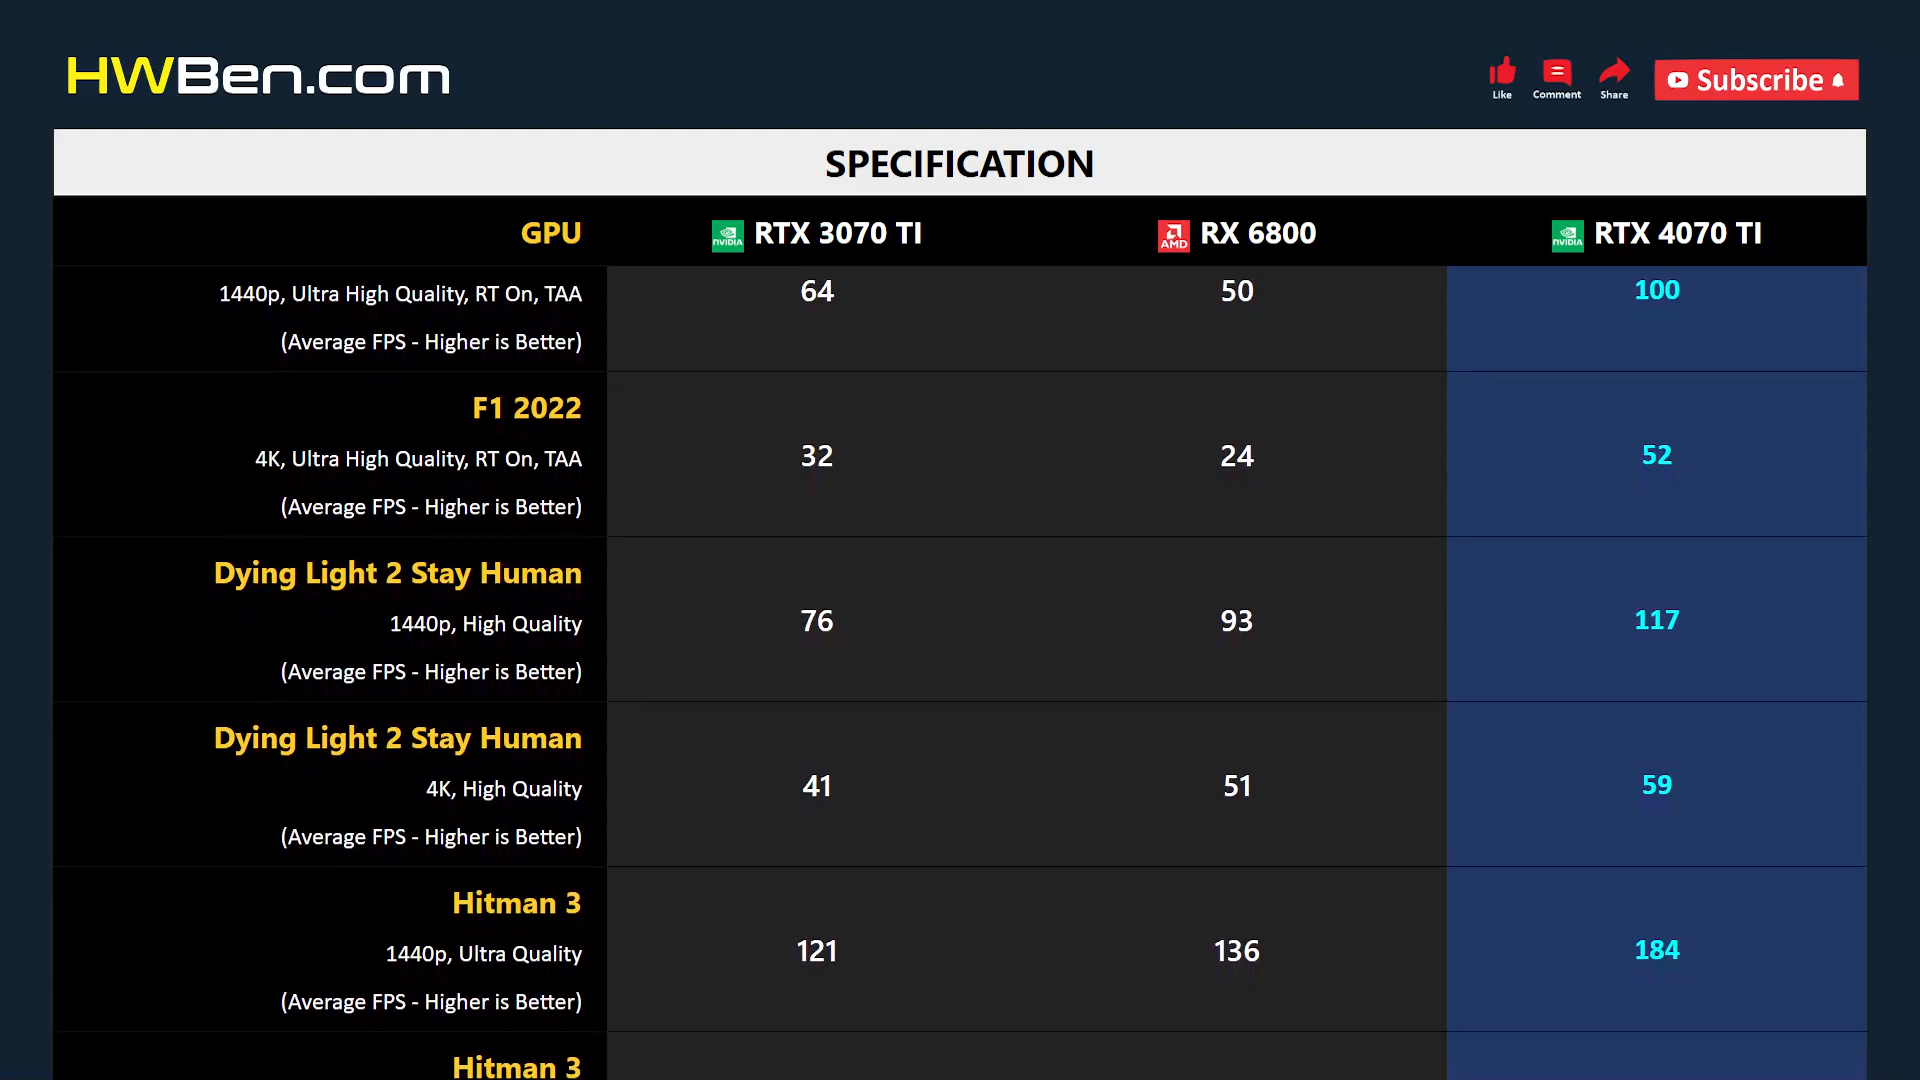 HWBen.com
Like
Comment
Share
Subscribe
SPECIFICATION
GPU NVIDIA RTX 3070 TI AMD RX 6800 NVIDIA RTX 4070 TI
1440p, Ultra High Quality, RT On, TAA 64 50 100
(Average FPS - Higher is Better)
F1 2022
4K, Ultra High Quality, RT On, TAA 32 24 52
(Average FPS - Higher is Better)
Dying Light 2 Stay Human
1440p, High Quality 76 93 117
(Average FPS - Higher is Better)
Dying Light 2 Stay Human
4K, High Quality 41 51 59
(Average FPS - Higher is Better)
Hitman 3
1440p, Ultra Quality 121 136 184
(Average FPS - Higher is Better)
Hitman 3